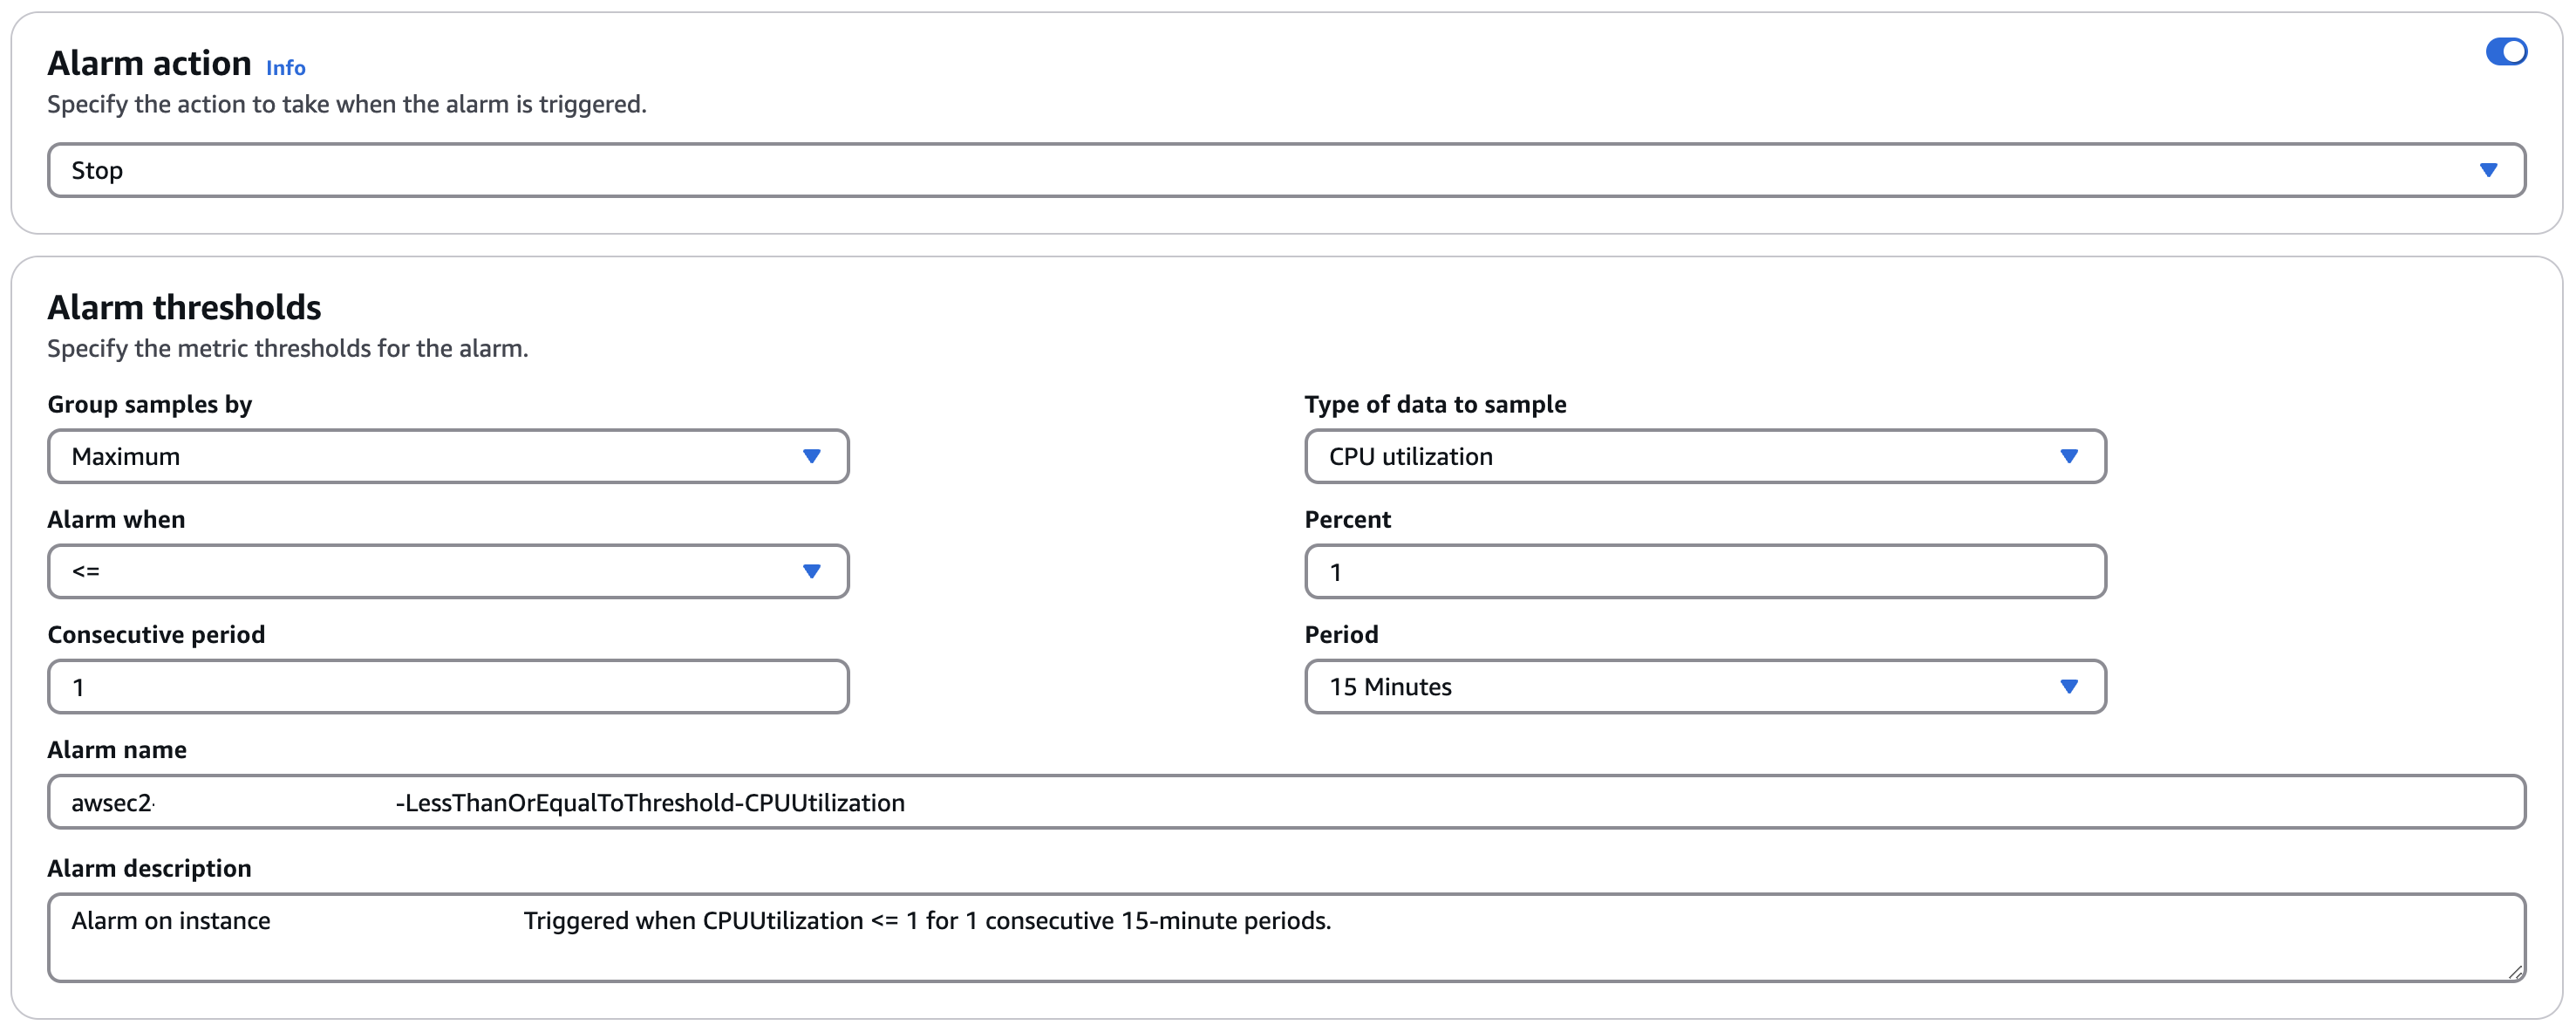 Alarm action Info
Specify the action to take when the alarm is triggered.
Stop
Alarm thresholds
Specify the metric thresholds for the alarm.
Group samples by
Type of data to sample
Maximum
CPU utilization
Alarm when
Percent
<=
1
Consecutive period
Period
1
15 Minutes
Alarm name
awsec2- -LessThanOrEqualToThreshold-CPUUtilization
Alarm description
Alarm on instance Triggered when CPUUtilization <= 1 for 1 consecutive 15-minute periods.